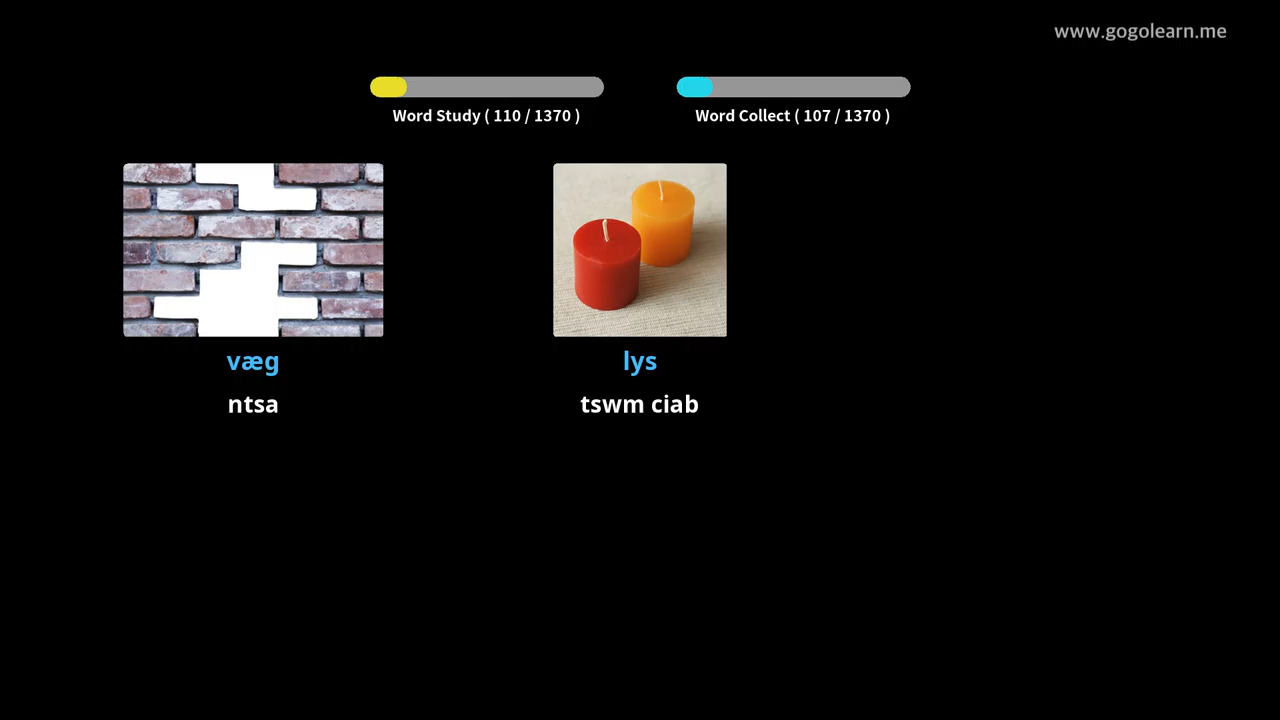 www.gogolearn.me
Word Study ( 110 / 1370 )
Word Collect ( 107 / 1370 )
væg
lys
ntsa
tswm ciab